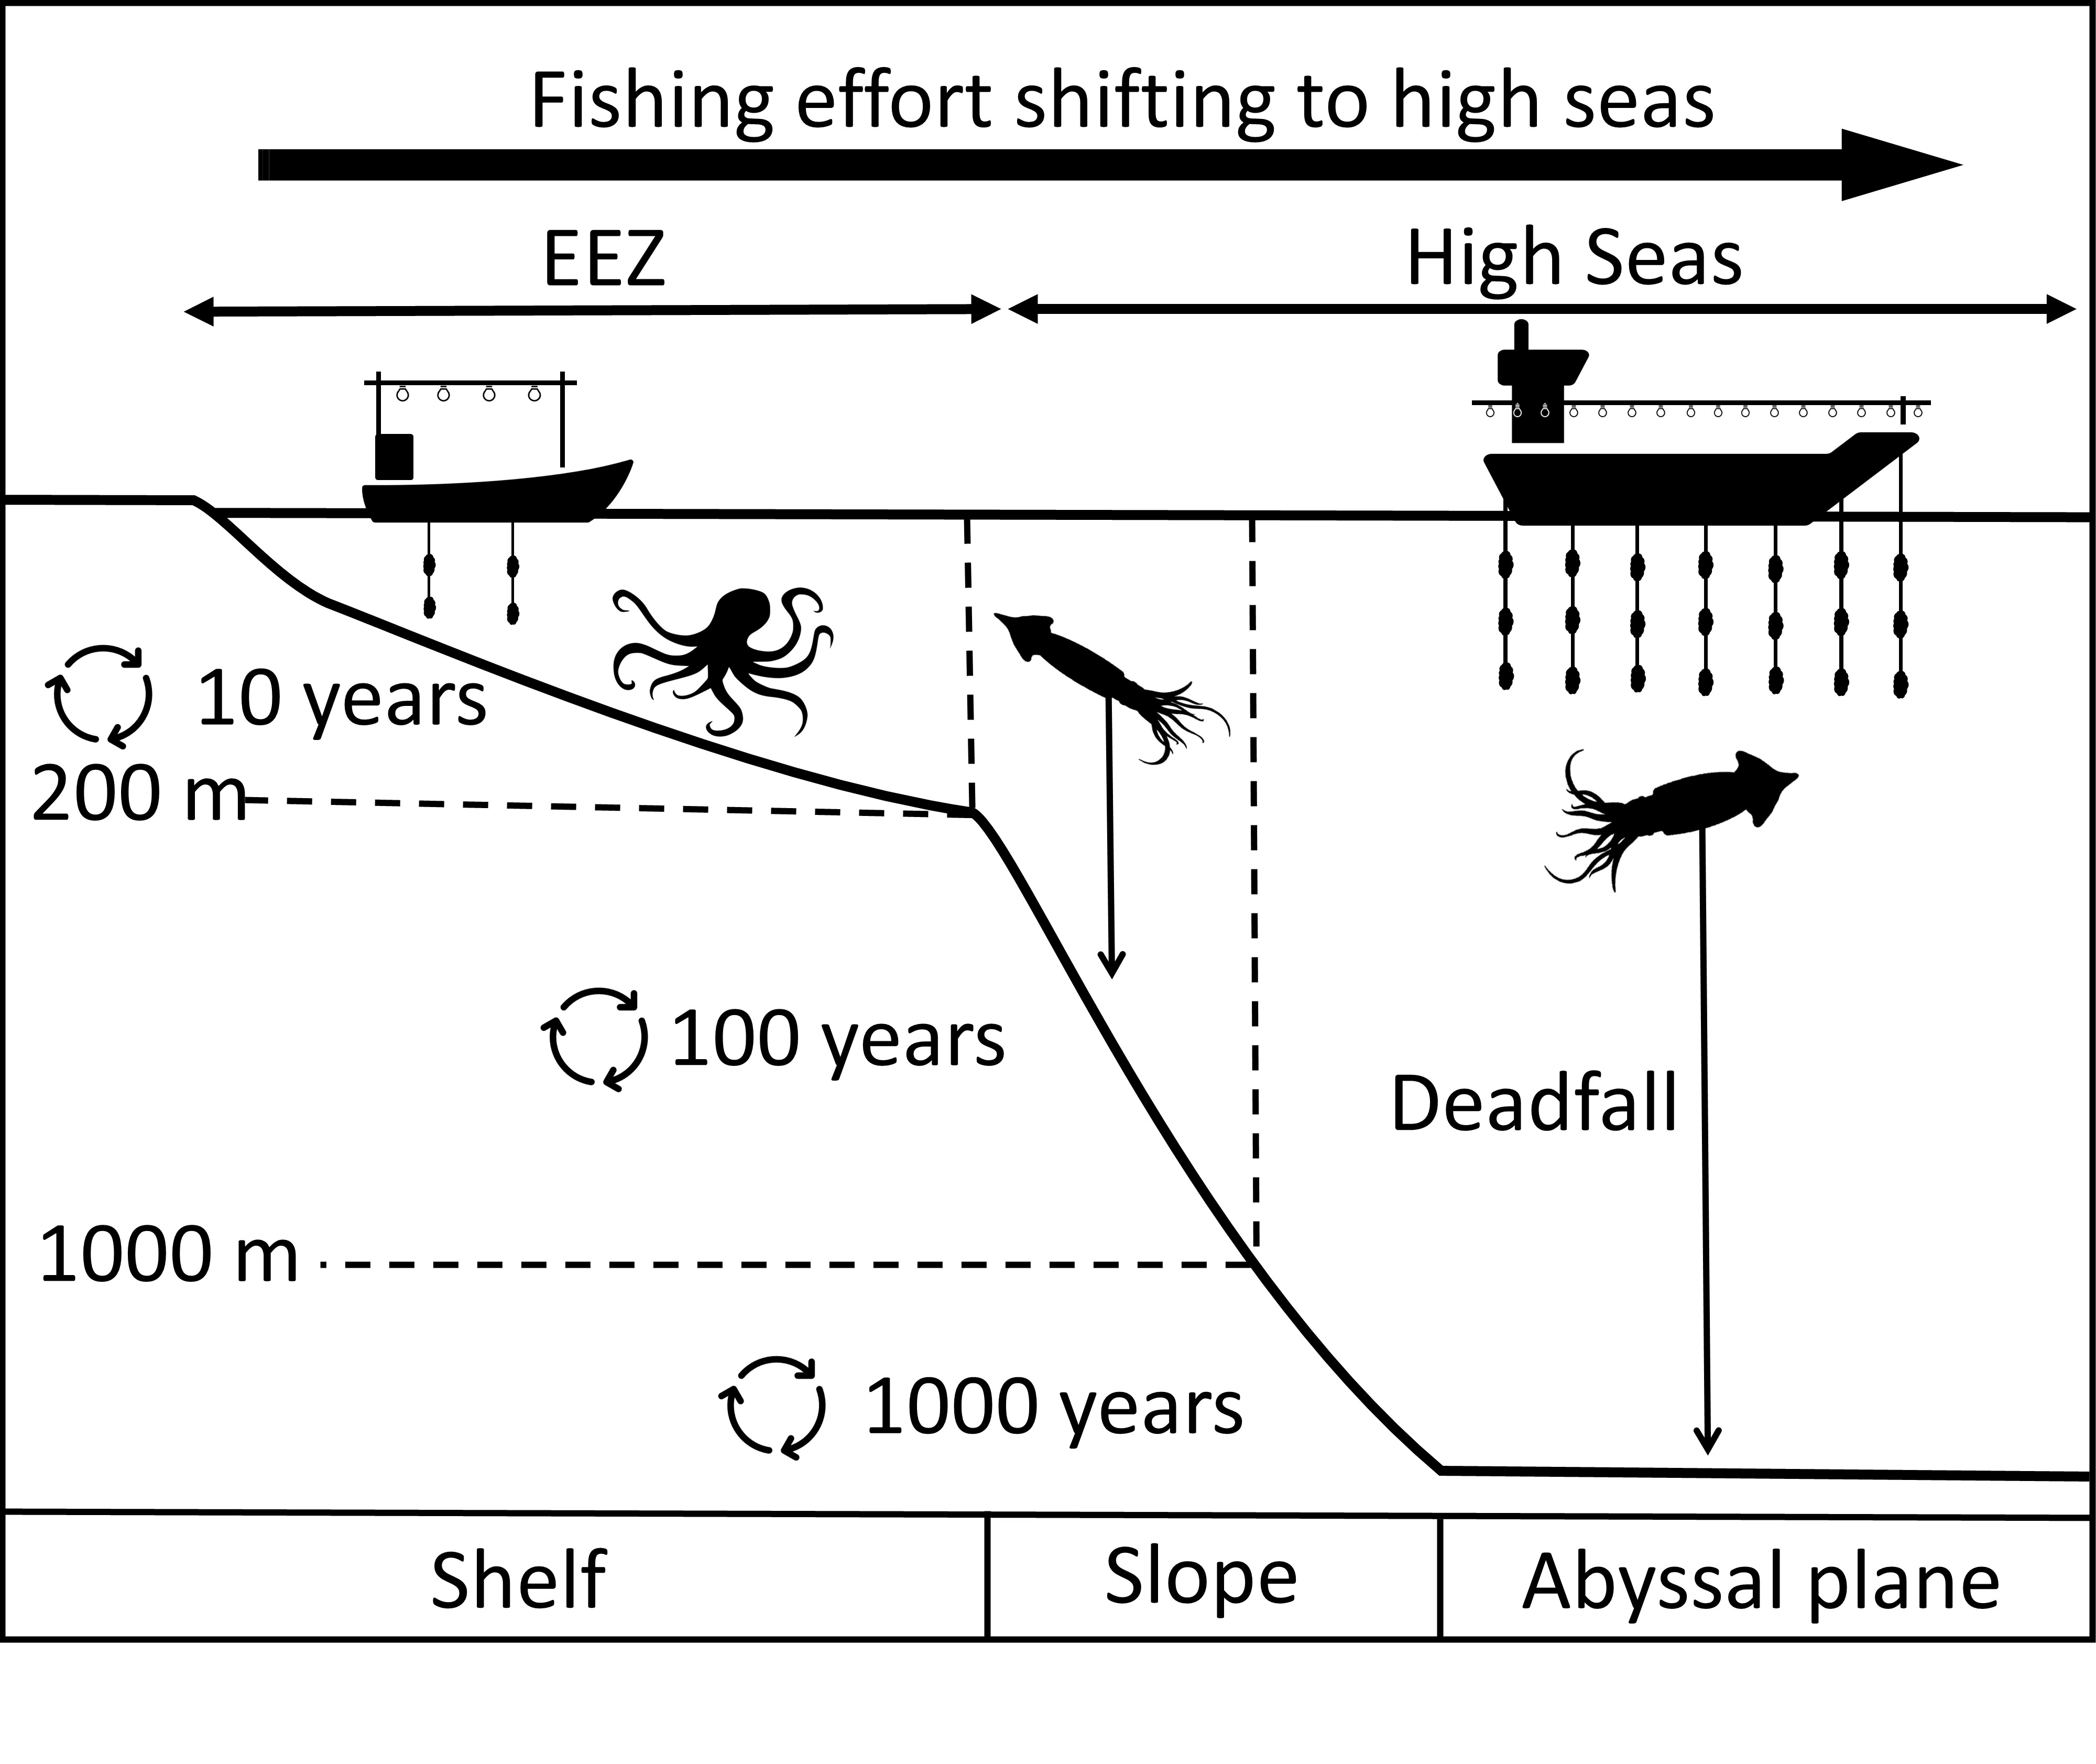 Fishing effort shifting to high seas
EEZ
High Seas
10 years
200 m
100 years
Deadfall
1000 m
1000 years
Shelf
Slope
Abyssal plane